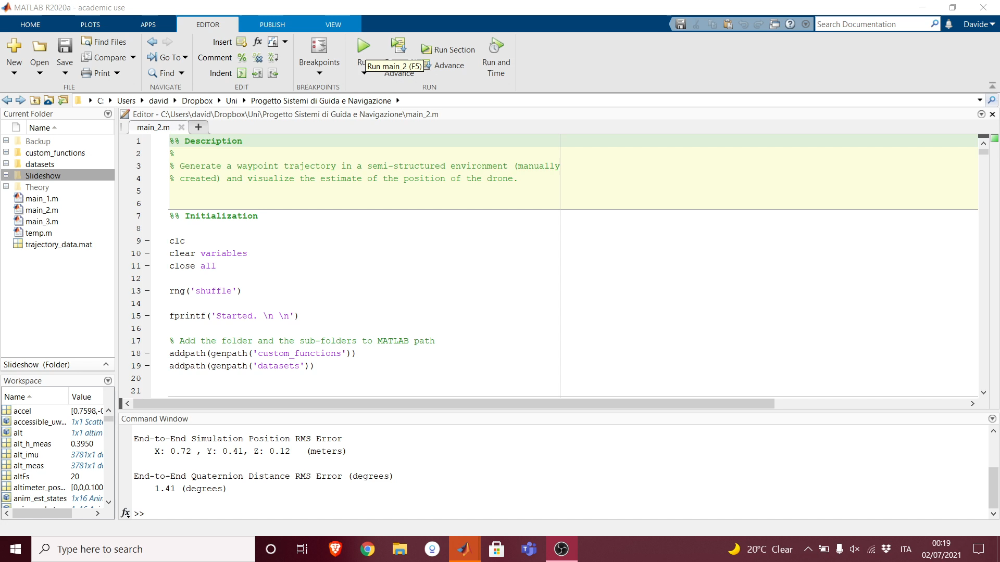 MATLAB R2020a - academic use
HOME PLOTS APPS EDITOR PUBLISH VIEW Search Documentation Davide
Find Files Insert fx Run Section
Compare Go To Comment Advance
New Open Save Print Find Indent Breakpoints Advance Run and Time
Run main_2 (F5)
FILE NAVIGATE EDIT BREAKPOINTS RUN
C: Users david Dropbox Uni Progetto Sistemi di Guida e Navigazione
Current Folder
Name
Backup
custom_functions
datasets
Slideshow
Theory
main_1.m
main_2.m
main_3.m
temp.m
trajectory_data.mat
Slideshow (Folder)
Workspace
Name Value
accel [0.7598,-0
accessible_uw... 1x1 Scatte
alt 1x1 altim
alt_h_meas 0.3950
alt_imu 3781x1 do
alt_meas 3781x1 do
altFs 20
altimeter_pos... [0,0,0.100
anim_est_states 1x16 Anin
Editor - C:\Users\david\Dropbox\Uni\Progetto Sistemi di Guida e Navigazione\main_2.m
main_2.m
1 %% Description
2 %
3 % Generate a waypoint trajectory in a semi-structured environment (manually
4 % created) and visualize the estimate of the position of the drone.
5
6
7 %% Initialization
8
9 clc
10 clear variables
11 close all
12
13 rng('shuffle')
14
15 fprintf('Started. \n \n')
16
17 % Add the folder and the sub-folders to MATLAB path
18 addpath(genpath('custom_functions'))
19 addpath(genpath('datasets'))
20
21
Command Window
End-to-End Simulation Position RMS Error
X: 0.72 , Y: 0.41, Z: 0.12 (meters)
End-to-End Quaternion Distance RMS Error (degrees)
1.41 (degrees)
fx >>
Type here to search
20°C Clear
ITA
00:19
02/07/2021